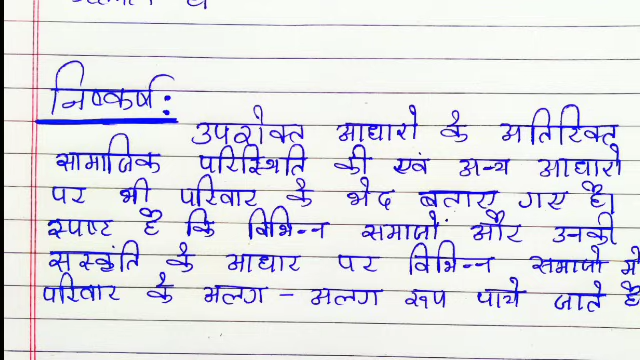 निष्कर्ष:
उपरोक्त आधारो के अतिरिक्त
सामाजिक परिस्थिति की एवं अन्य आधारो
पर भी परिवार के भेद बताए गए है।
स्पष्ट है कि विभिन्न समाजों और उनकी
संस्कृति के आधार पर विभिन्न समाजो मे
परिवार के अलग - अलग रूप पाये जाते है